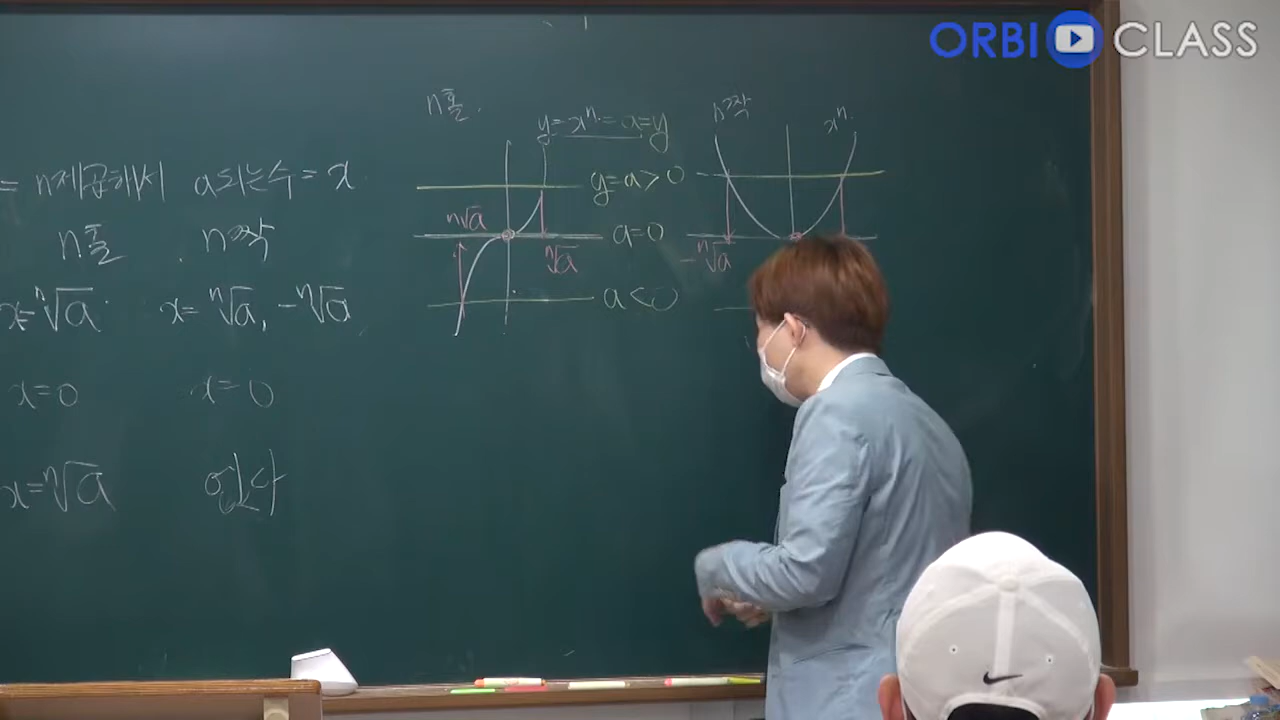 ORBI CLASS
= n제곱해서 a되는수 = x
n홀 n짝
x=ⁿ√a x=ⁿ√a, -ⁿ√a
x=0 x=0
x=ⁿ√a 없다
n홀.
y=xⁿ=a=y
y=a>0
ⁿ√a
a=0
ⁿ√a
a<0
n짝
xⁿ
-ⁿ√a